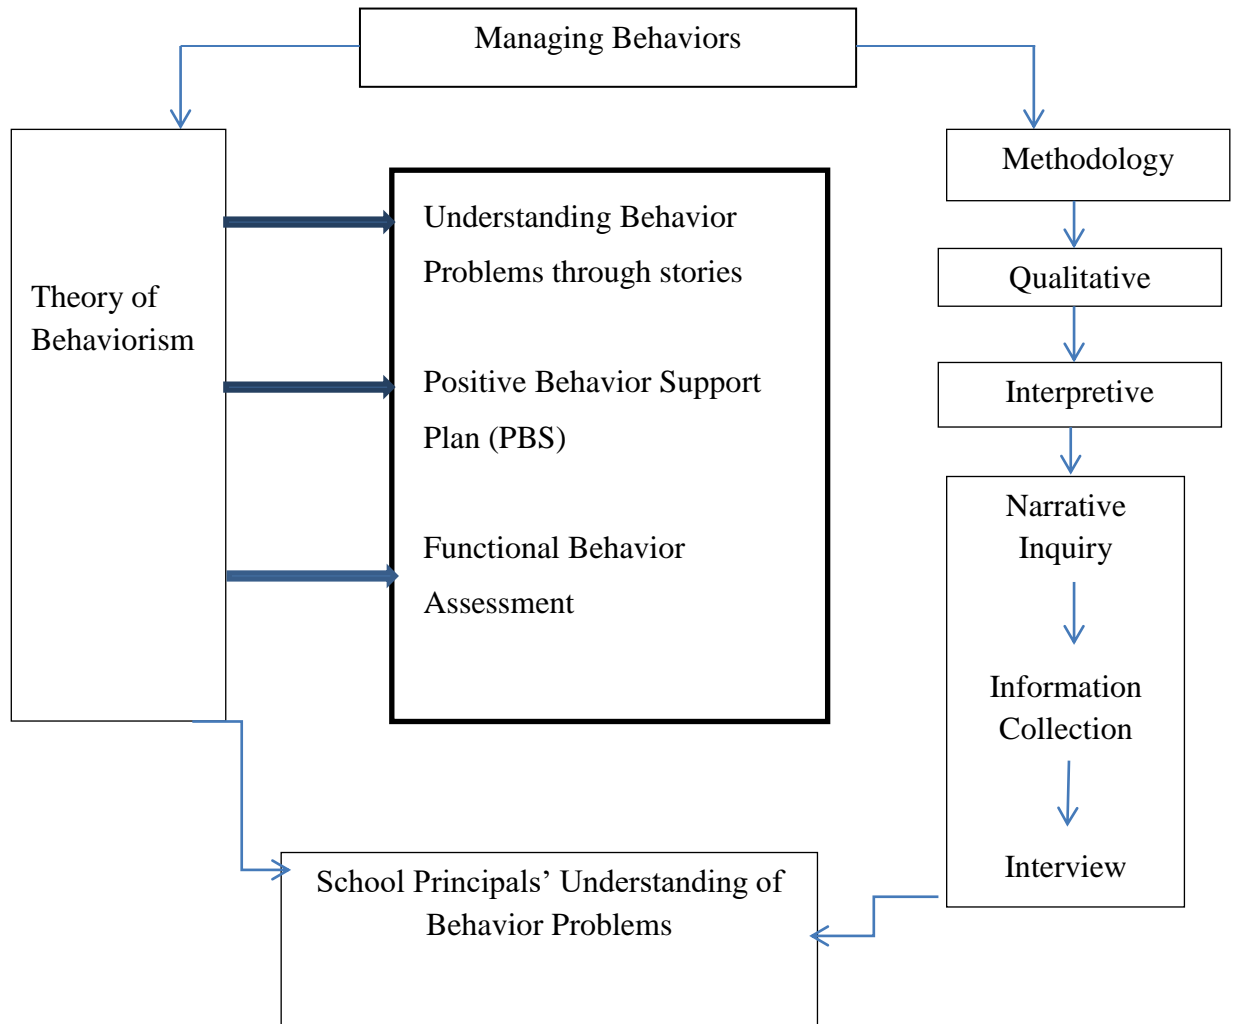 Managing Behaviors
Theory of
Behaviorism
Understanding Behavior
Problems through stories
Positive Behavior Support
Plan (PBS)
Functional Behavior
Assessment
Methodology
Qualitative
Interpretive
Narrative
Inquiry
Information
Collection
Interview
School Principals’ Understanding of
Behavior Problems